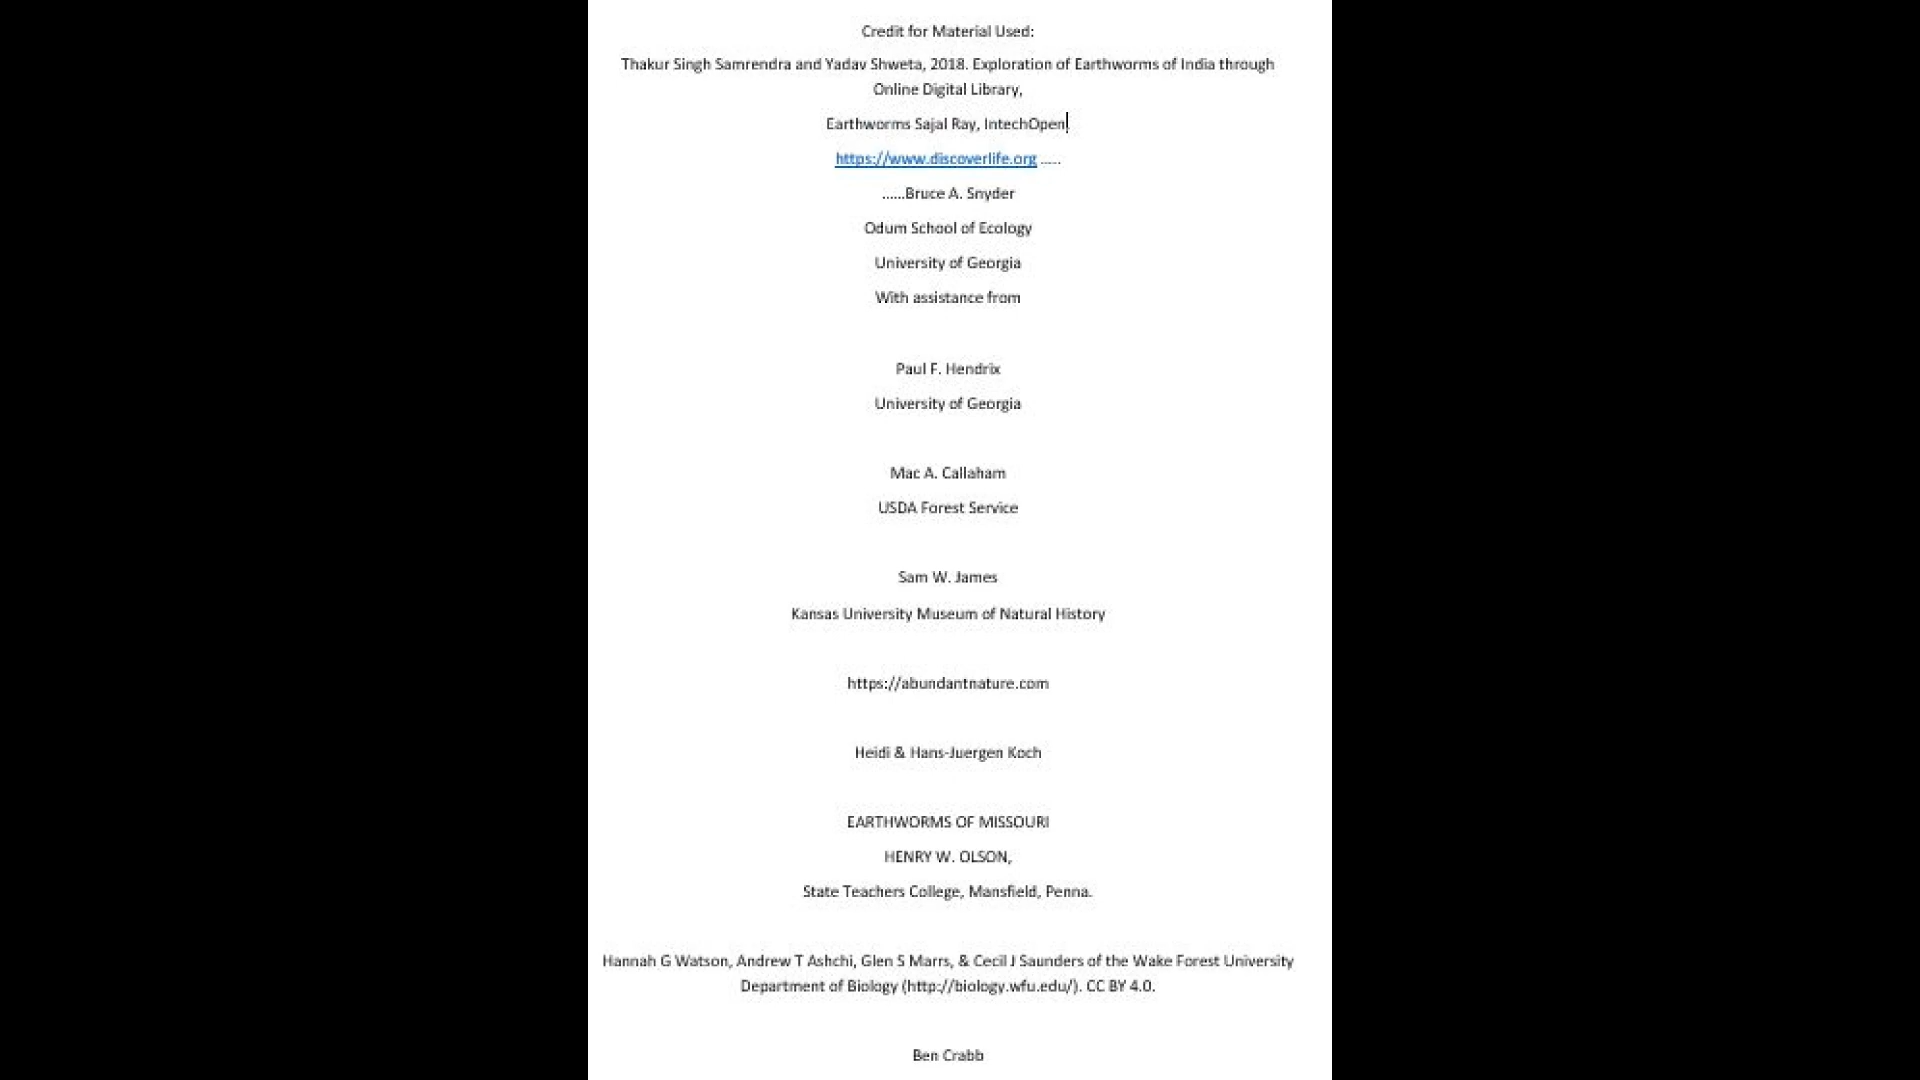 Credit for Material Used:
Thakur Singh Samrendra and Yadav Shweta, 2018. Exploration of Earthworms of India through
Online Digital Library,
Earthworms Sajal Ray, IntechOpen.
https://www.discoverlife.org .....
......Bruce A. Snyder
Odum School of Ecology
University of Georgia
With assistance from
Paul F. Hendrix
University of Georgia
Mac A. Callaham
USDA Forest Service
Sam W. James
Kansas University Museum of Natural History
https://abundantnature.com
Heidi & Hans-Juergen Koch
EARTHWORMS OF MISSOURI
HENRY W. OLSON,
State Teachers College, Mansfield, Penna.
Hannah G Watson, Andrew T Ashchi, Glen S Marrs, & Cecil J Saunders of the Wake Forest University
Department of Biology (http://biology.wfu.edu/). CC BY 4.0.
Ben Crabb